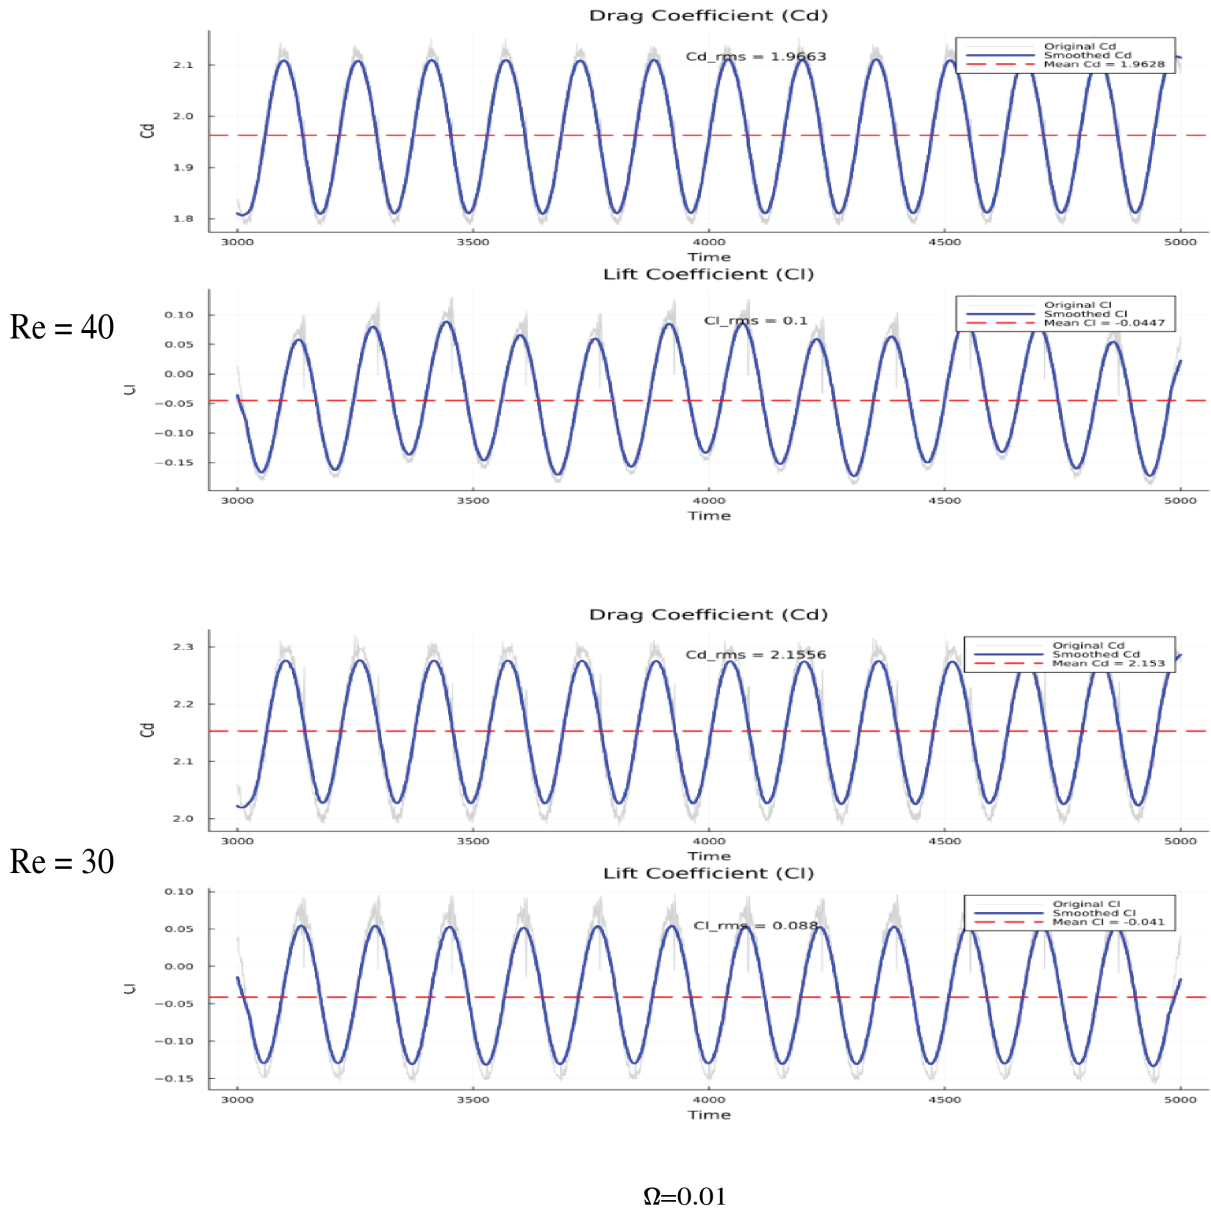 Drag Coefficient (Cd)
Cd
2.1
2.0
1.9
1.8
Cd_rms = 1.9663
Original Cd
Smoothed Cd
Mean Cd = 1.9628
3000 3500 4000 4500 5000
Time
Re = 40
Lift Coefficient (Cl)
Cl
0.10
0.05
0.00
−0.05
−0.10
−0.15
Cl_rms = 0.1
Original Cl
Smoothed Cl
Mean Cl = -0.0447
3000 3500 4000 4500 5000
Time
Drag Coefficient (Cd)
Cd
2.3
2.2
2.1
2.0
Cd_rms = 2.1556
Original Cd
Smoothed Cd
Mean Cd = 2.153
3000 3500 4000 4500 5000
Time
Re = 30
Lift Coefficient (Cl)
Cl
0.10
0.05
0.00
−0.05
−0.10
−0.15
Cl_rms = 0.088
Original Cl
Smoothed Cl
Mean Cl = -0.041
3000 3500 4000 4500 5000
Time
Ω=0.01